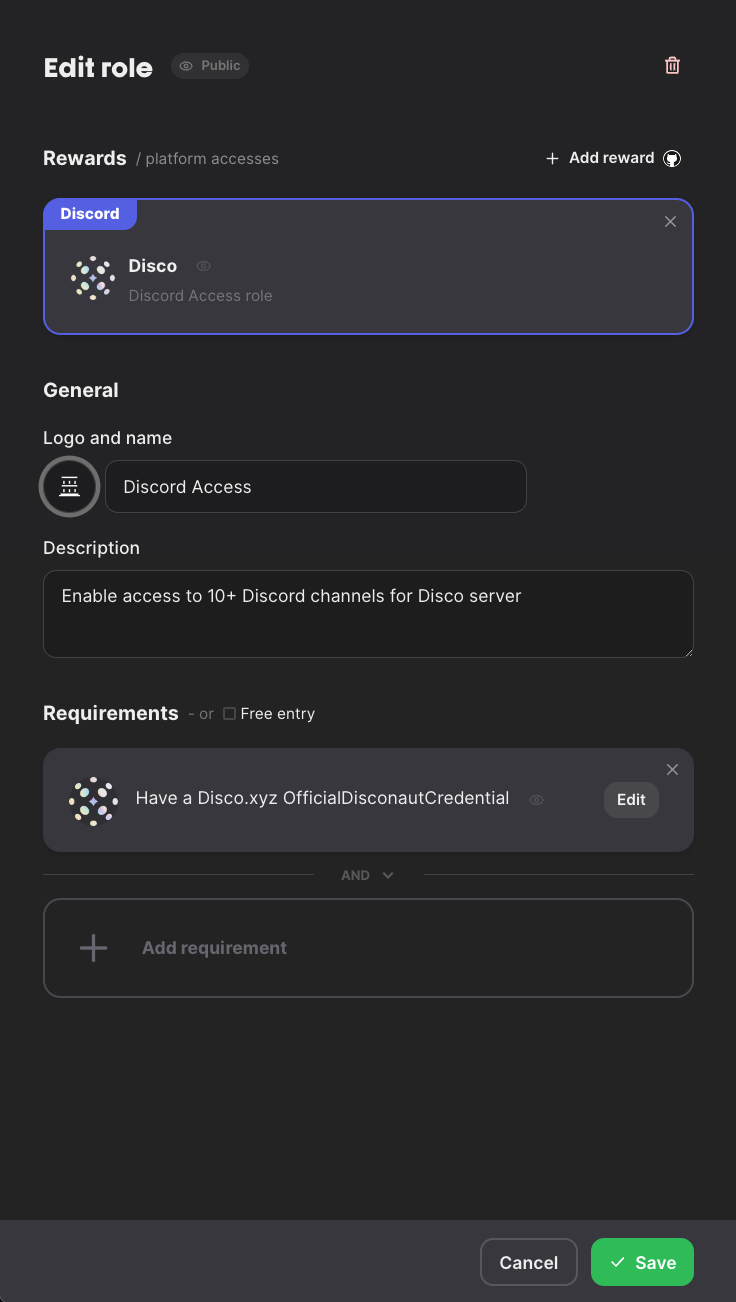 Edit role Public
Rewards / platform accesses + Add reward
Discord
Disco
Discord Access role
General
Logo and name
Discord Access
Description
Enable access to 10+ Discord channels for Disco server
Requirements - or Free entry
Have a Disco.xyz OfficialDisconautCredential Edit
AND
Add requirement
Cancel Save